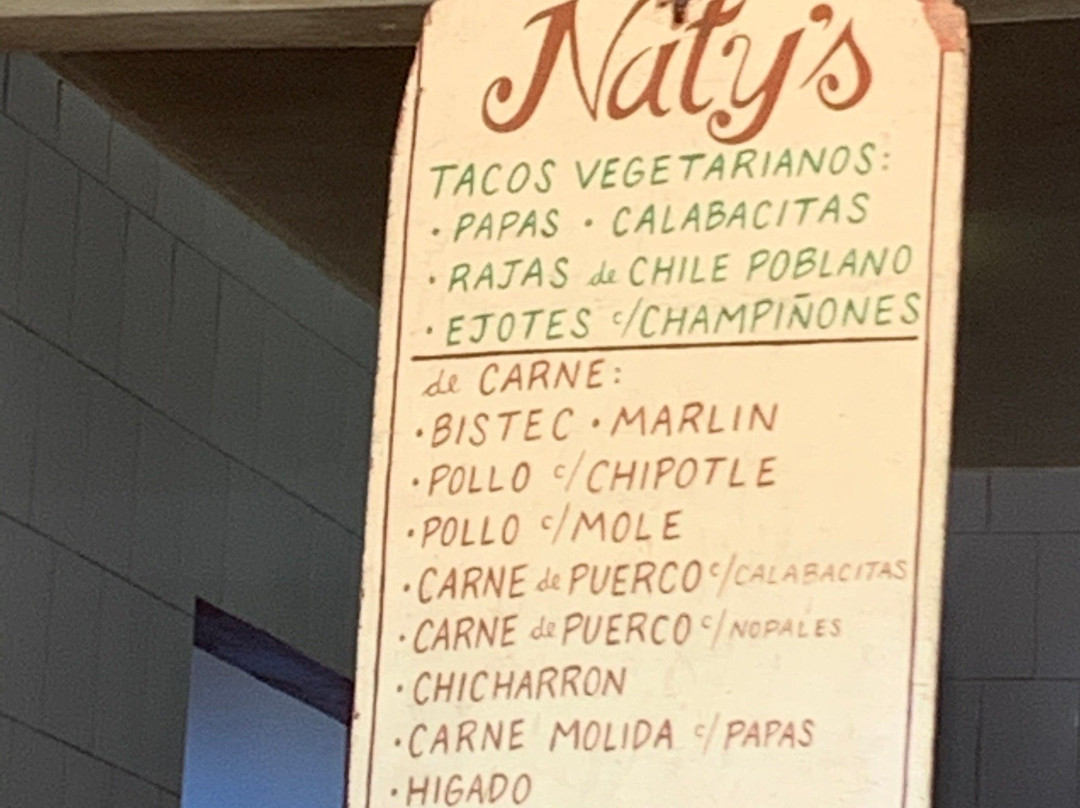 Naty's
TACOS VEGETARIANOS:
· PAPAS · CALABACITAS
· RAJAS de CHILE POBLANO
· EJOTES c/CHAMPIÑONES
de CARNE:
· BISTEC · MARLIN
· POLLO c/CHIPOTLE
· POLLO c/MOLE
· CARNE de PUERCO c/CALABACITAS
· CARNE de PUERCO c/NOPALES
· CHICHARRON
· CARNE MOLIDA c/PAPAS
· HIGADO